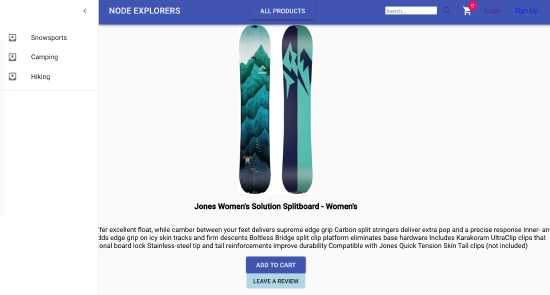 NODE EXPLORERS
ALL PRODUCTS
Search...
0
Login
Sign Up
Snowsports
Camping
Hiking
Jones Women's Solution Splitboard - Women's
fer excellent float, while camber between your feet delivers supreme edge grip Carbon split stringers deliver extra pop and a precise response Inner- an
dds edge grip on icy skin tracks and firm descents Boltless Bridge split clip platform eliminates base hardware Includes Karakoram UltraClip clips that
onal board lock Stainless-steel tip and tail reinforcements improve durability Compatible with Jones Quick Tension Skin Tail clips (not included)
ADD TO CART
LEAVE A REVIEW